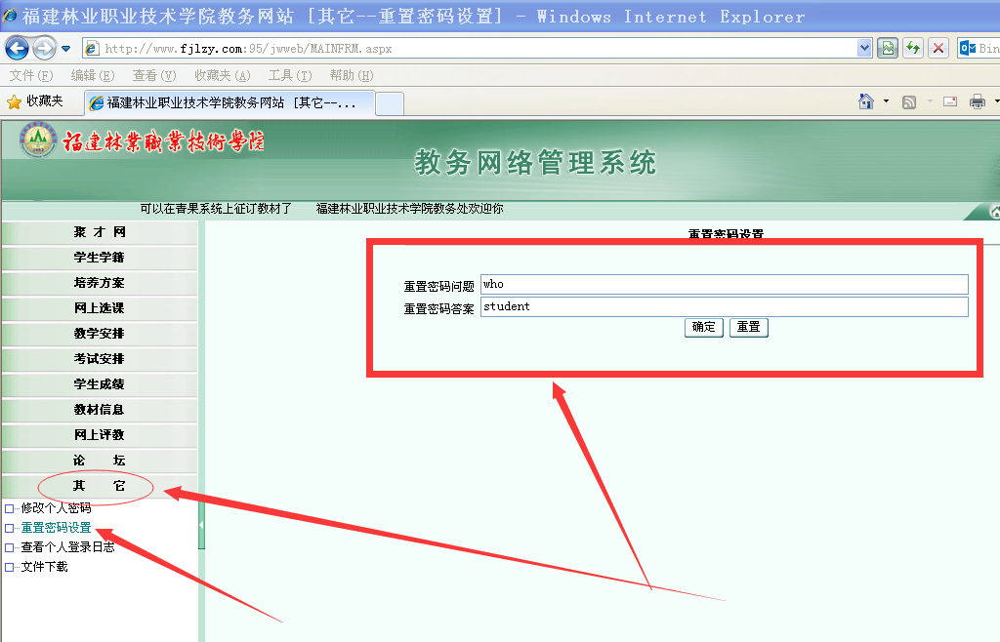 福建林业职业技术学院教务网站 [其它--重置密码设置] - Windows Internet Explorer
http://www.fjlzy.com:95/jwweb/MAINFRM.aspx
Bin
文件(F) 编辑(E) 查看(V) 收藏夹(A) 工具(T) 帮助(H)
收藏夹 福建林业职业技术学院教务网站 [其它--...
福建林業職業技術學院
教务网络管理系统
可以在青果系统上征订教材了 福建林业职业技术学院教务处欢迎你
聚 才 网
学生学籍
培养方案
网上选课
教学安排
考试安排
学生成绩
教材信息
网上评教
论 坛
其 它
修改个人密码
重置密码设置
查看个人登录日志
文件下载
重置密码设置
重置密码问题 who
重置密码答案 student
确定 重置